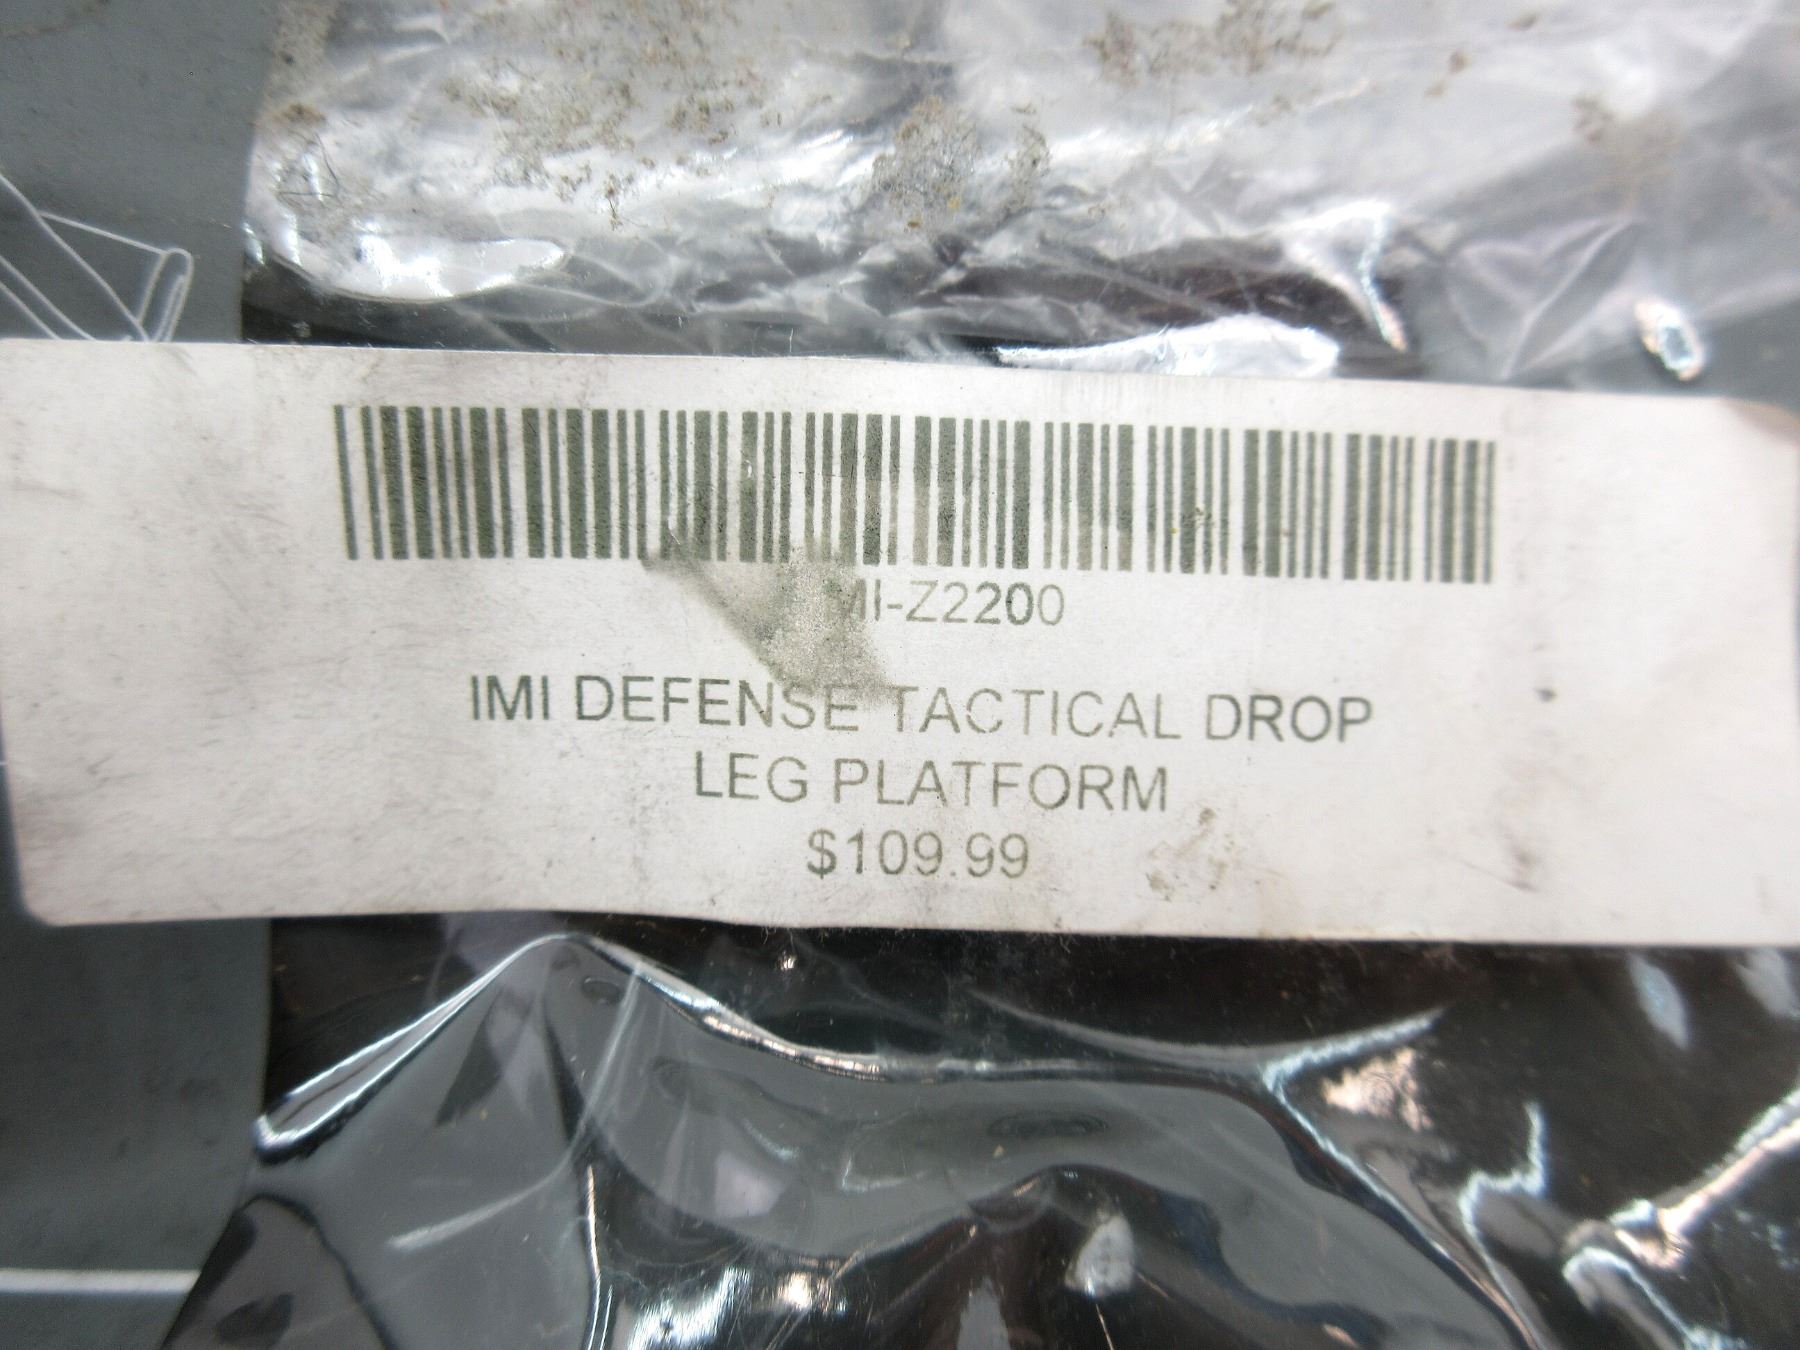 MI-Z2200
IMI DEFENSE TACTICAL DROP
LEG PLATFORM
$109.99